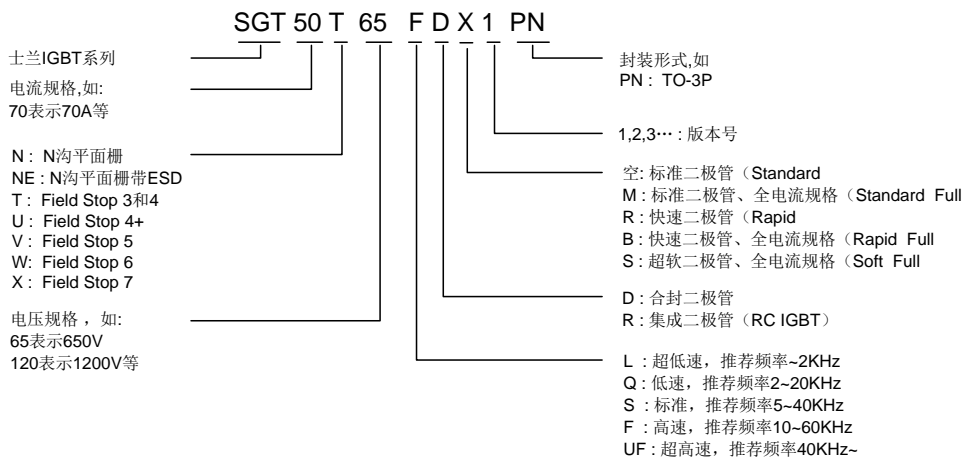 SGT 50 T 65 F D X 1 PN
士兰IGBT系列
电流规格,如:
70表示70A等
N : N沟平面栅
NE : N沟平面栅带ESD
T : Field Stop 3和4
U : Field Stop 4+
V : Field Stop 5
W: Field Stop 6
X : Field Stop 7
电压规格 ，如:
65表示650V
120表示1200V等
封装形式,如
PN : TO-3P
1,2,3… : 版本号
空: 标准二极管（Standard
M : 标准二极管、全电流规格（Standard Full
R : 快速二极管（Rapid
B : 快速二极管、全电流规格（Rapid Full
S : 超软二极管、全电流规格（Soft Full
D : 合封二极管
R : 集成二极管（RC IGBT）
L : 超低速，推荐频率~2KHz
Q : 低速，推荐频率2~20KHz
S : 标准，推荐频率5~40KHz
F : 高速，推荐频率10~60KHz
UF : 超高速，推荐频率40KHz~